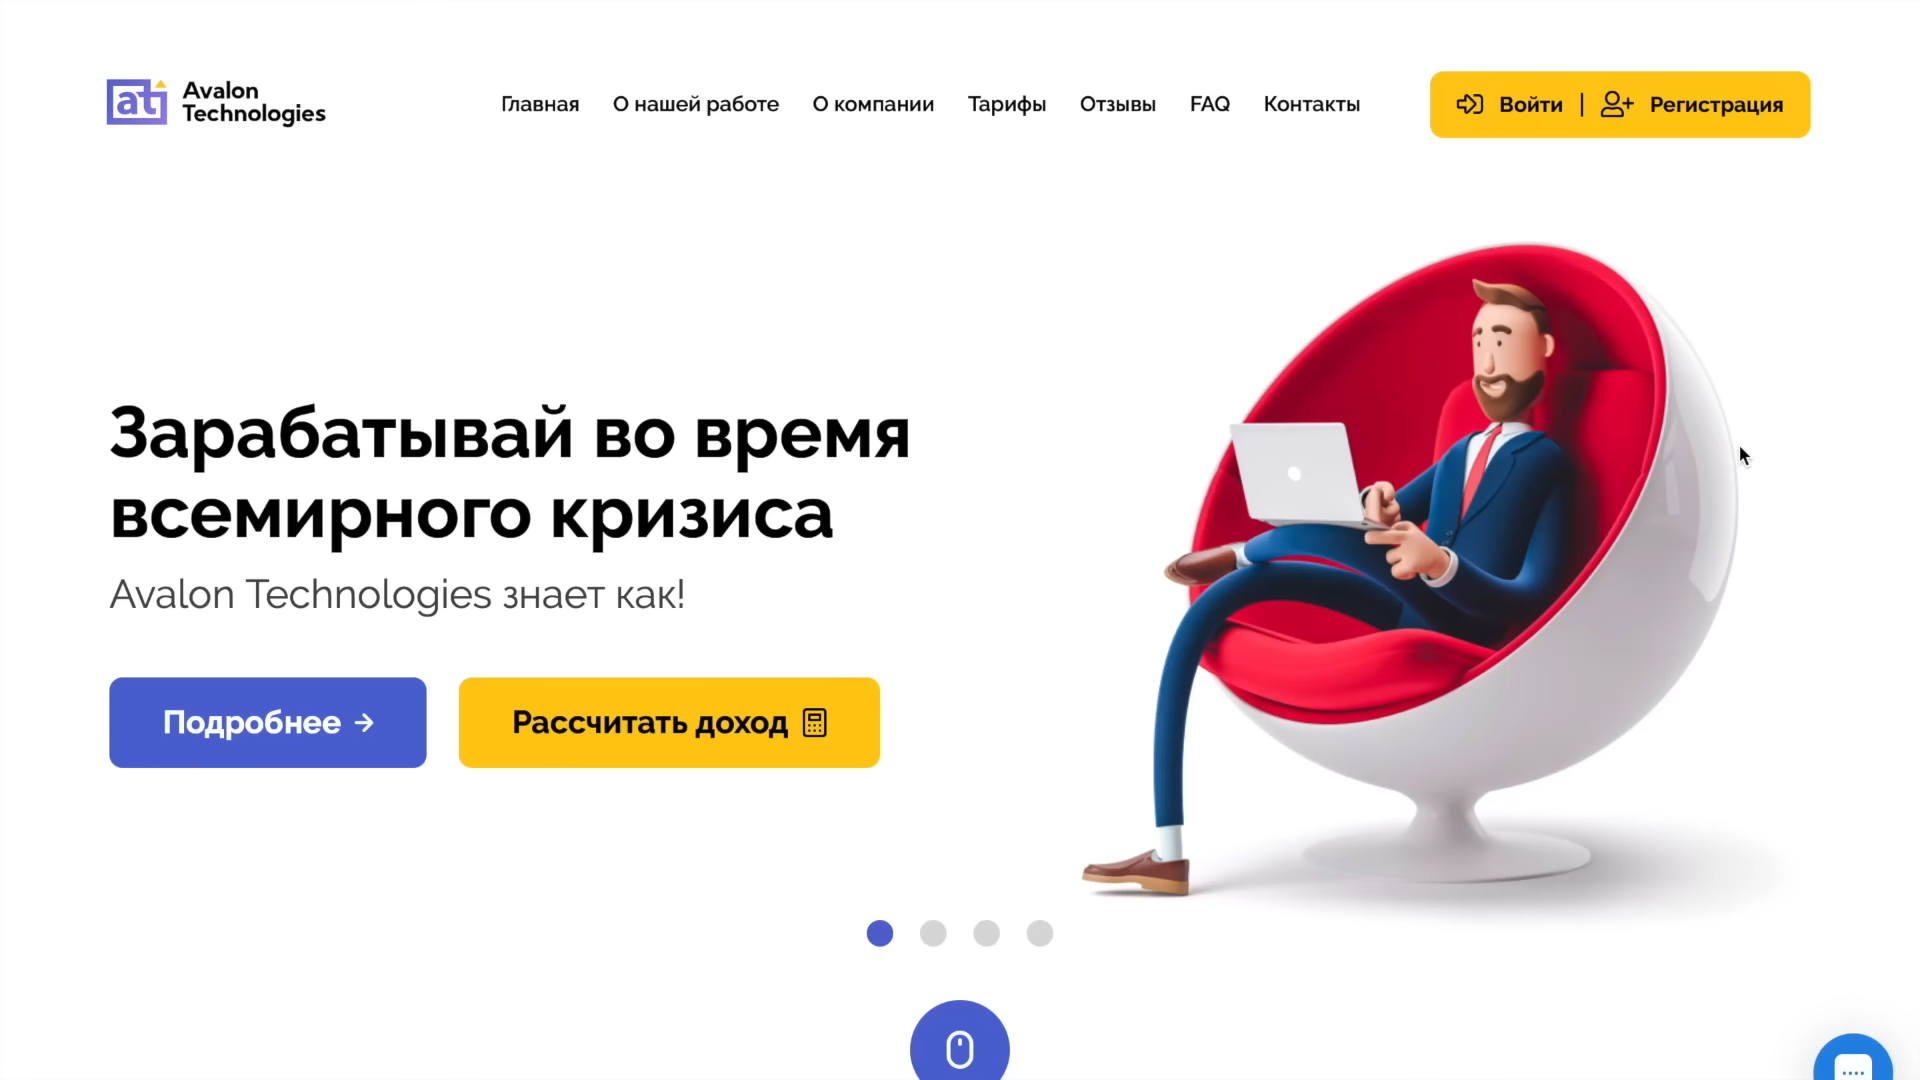 at
Avalon
Technologies
Главная
О нашей работе
О компании
Тарифы
Отзывы
FAQ
Контакты
Войти | Регистрация
Зарабатывай во время
всемирного кризиса
Avalon Technologies знает как!
Подробнее →
Рассчитать доход